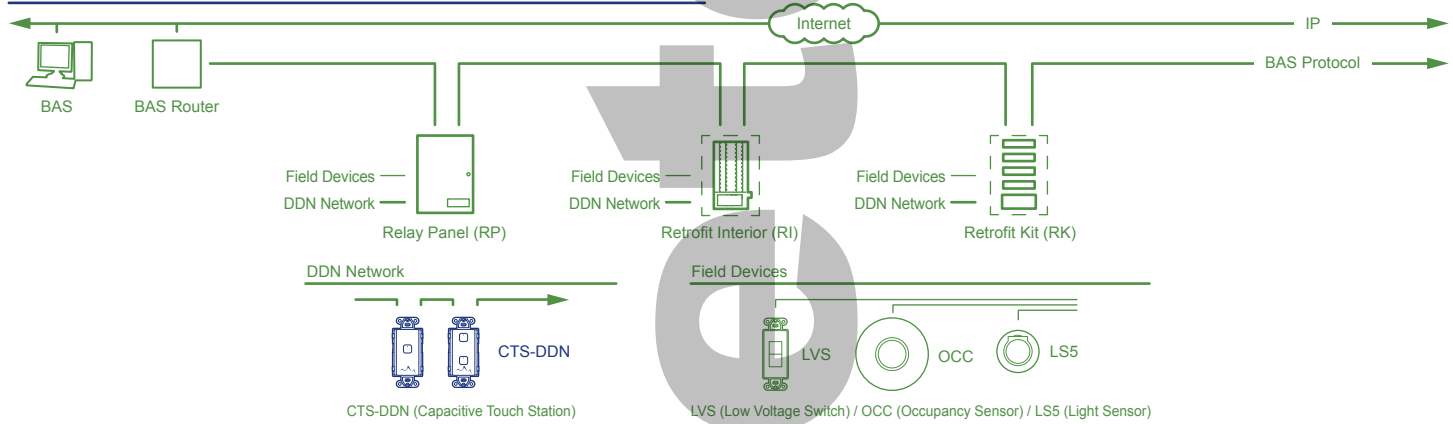 Internet
IP
BAS Protocol
BAS
BAS Router
Field Devices
DDN Network
Relay Panel (RP)
Field Devices
DDN Network
Retrofit Interior (RI)
Field Devices
DDN Network
Retrofit Kit (RK)
DDN Network
CTS-DDN
CTS-DDN (Capacitive Touch Station)
Field Devices
LVS
OCC
LS5
LVS (Low Voltage Switch) / OCC (Occupancy Sensor) / LS5 (Light Sensor)